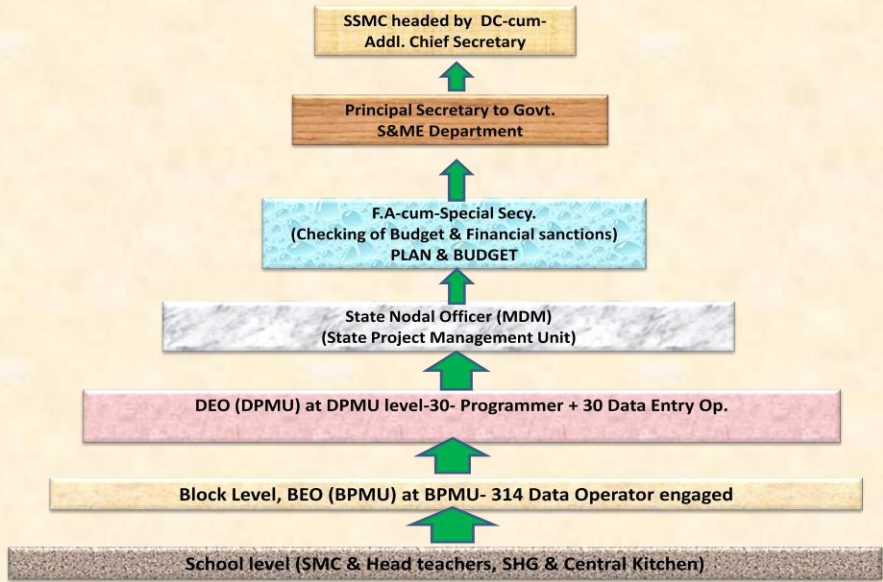 SSMC headed by DC-cum-
Addl. Chief Secretary
Principal Secretary to Govt.
S&ME Department
F.A-cum-Special Secy.
(Checking of Budget & Financial sanctions)
PLAN & BUDGET
State Nodal Officer (MDM)
(State Project Management Unit)
DEO (DPMU) at DPMU level-30- Programmer + 30 Data Entry Op.
Block Level, BEO (BPMU) at BPMU- 314 Data Operator engaged
School level (SMC & Head teachers, SHG & Central Kitchen)